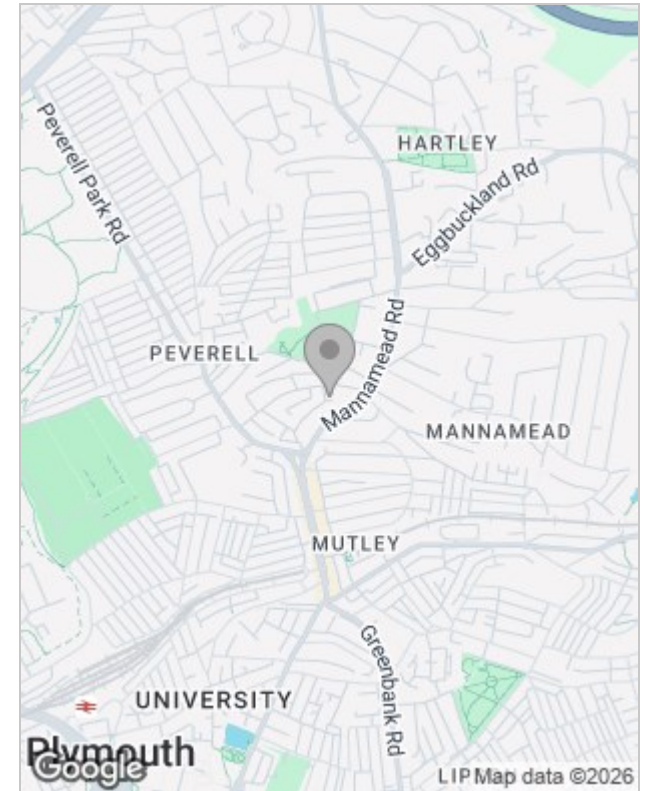 HARTLEY
Peverell Park Rd
Eggbuckland Rd
Mannamead Rd
PEVERELL
MANNAMEAD
MUTLEY
Greenbank Rd
UNIVERSITY
Plymouth
Google
LIP
Map data ©2026